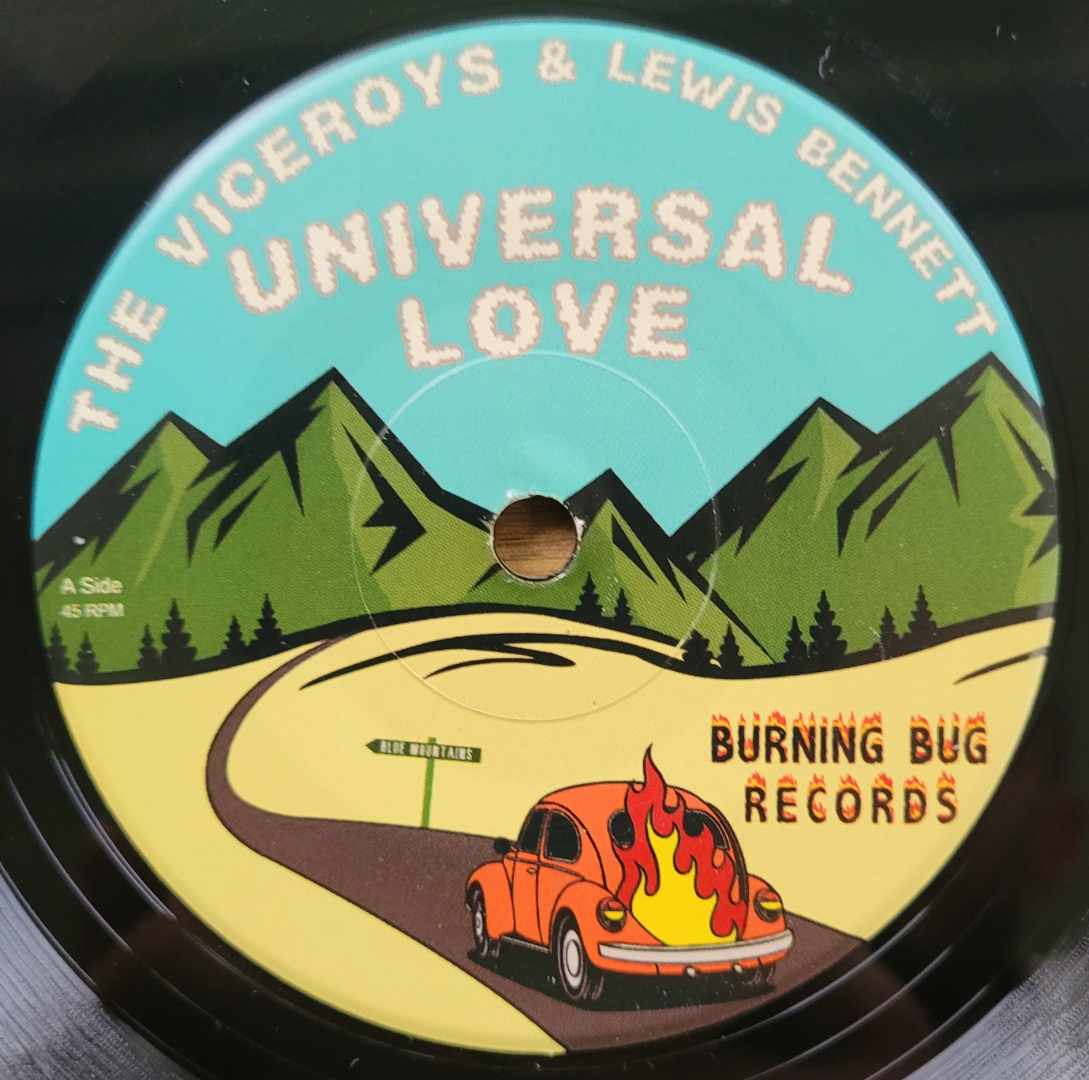 THE VICEROYS & LEWIS BENNETT
UNIVERSAL
LOVE
A Side
45 RPM
BLUE MOUNTAINS
BURNING BUG
RECORDS